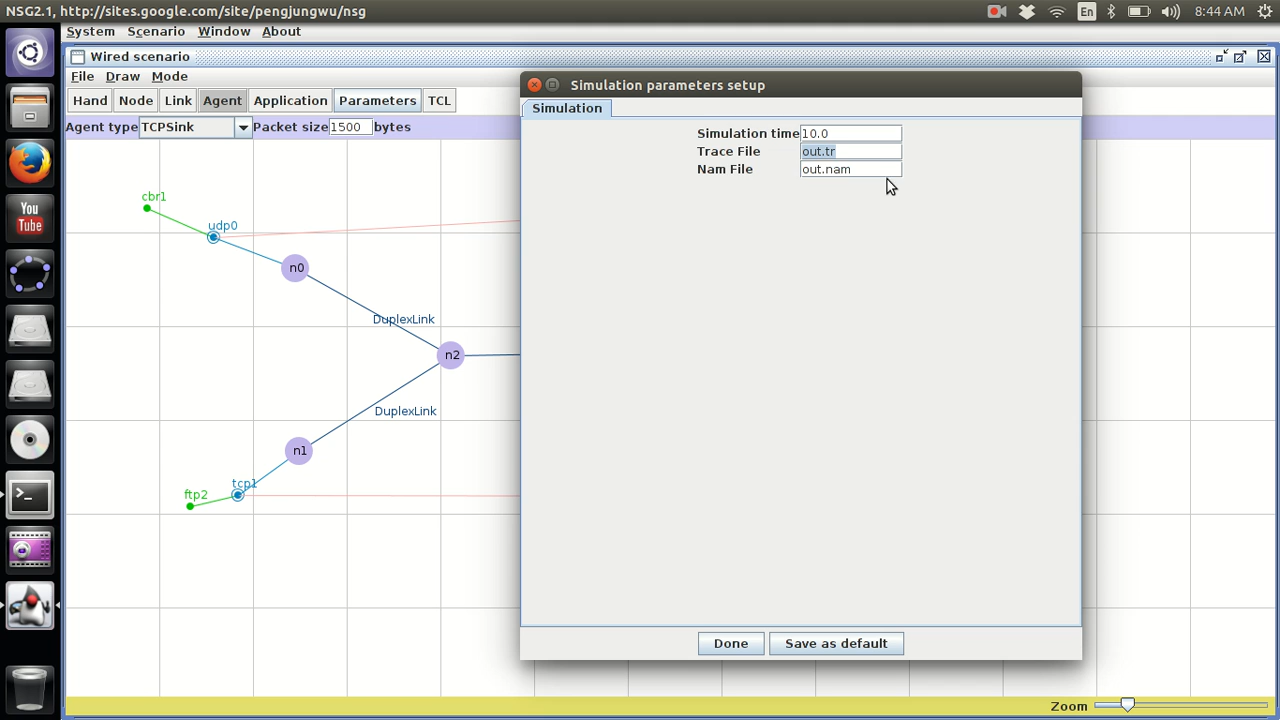 NSG2.1, http://sites.google.com/site/pengjungwu/nsg
En
8:44 AM
System Scenario Window About
Wired scenario
File Draw Mode
Hand Node Link Agent Application Parameters TCL
Agent type TCPSink Packet size 1500 bytes
Simulation parameters setup
Simulation
Simulation time 10.0
Trace File out.tr
Nam File out.nam
cbr1
udp0
n0
DuplexLink
n2
DuplexLink
n1
tcp1
ftp2
You
Tube
Done Save as default
Zoom